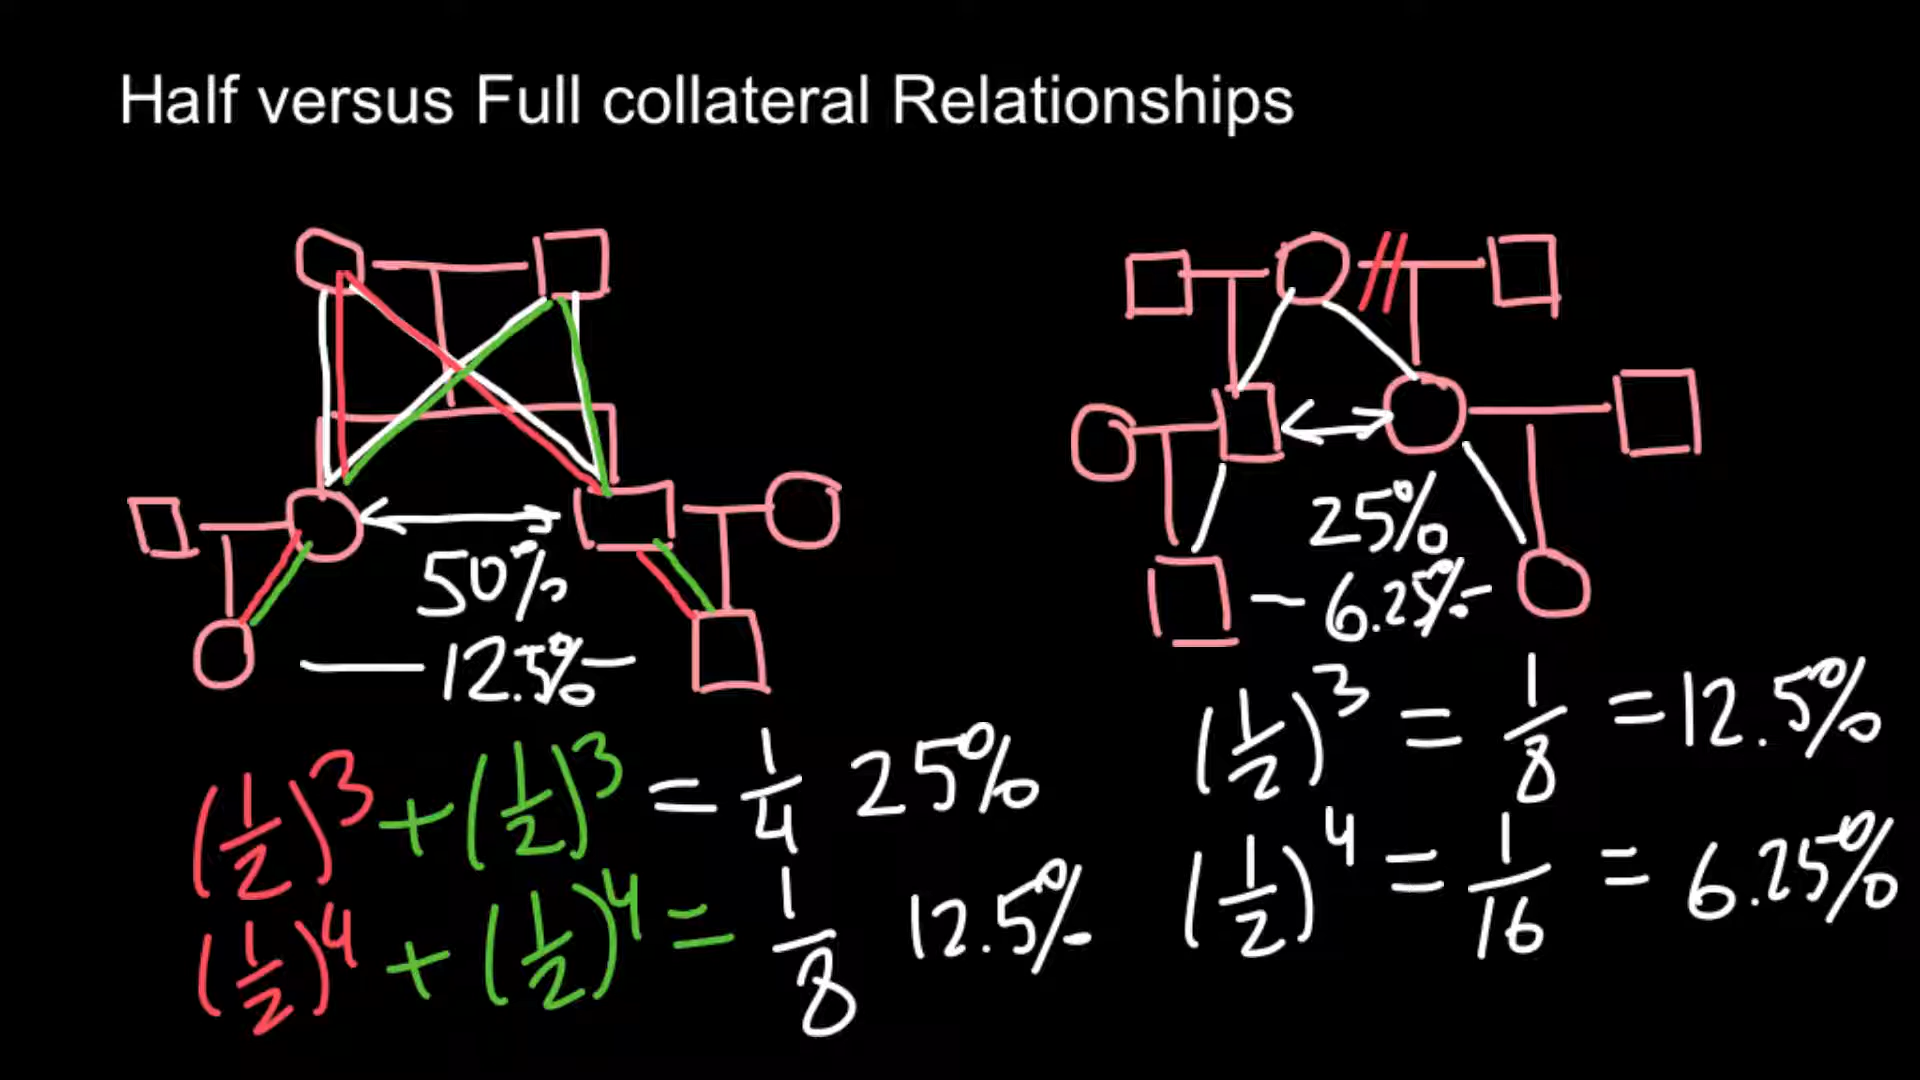 Half versus Full collateral Relationships
50%
12.5%
(1/2)^3 + (1/2)^3 = 1/4 25%
(1/2)^4 + (1/2)^4 = 1/8 12.5%
25%
- 6.25% -
(1/2)^3 = 1/8 = 12.5%
(1/2)^4 = 1/16 = 6.25%